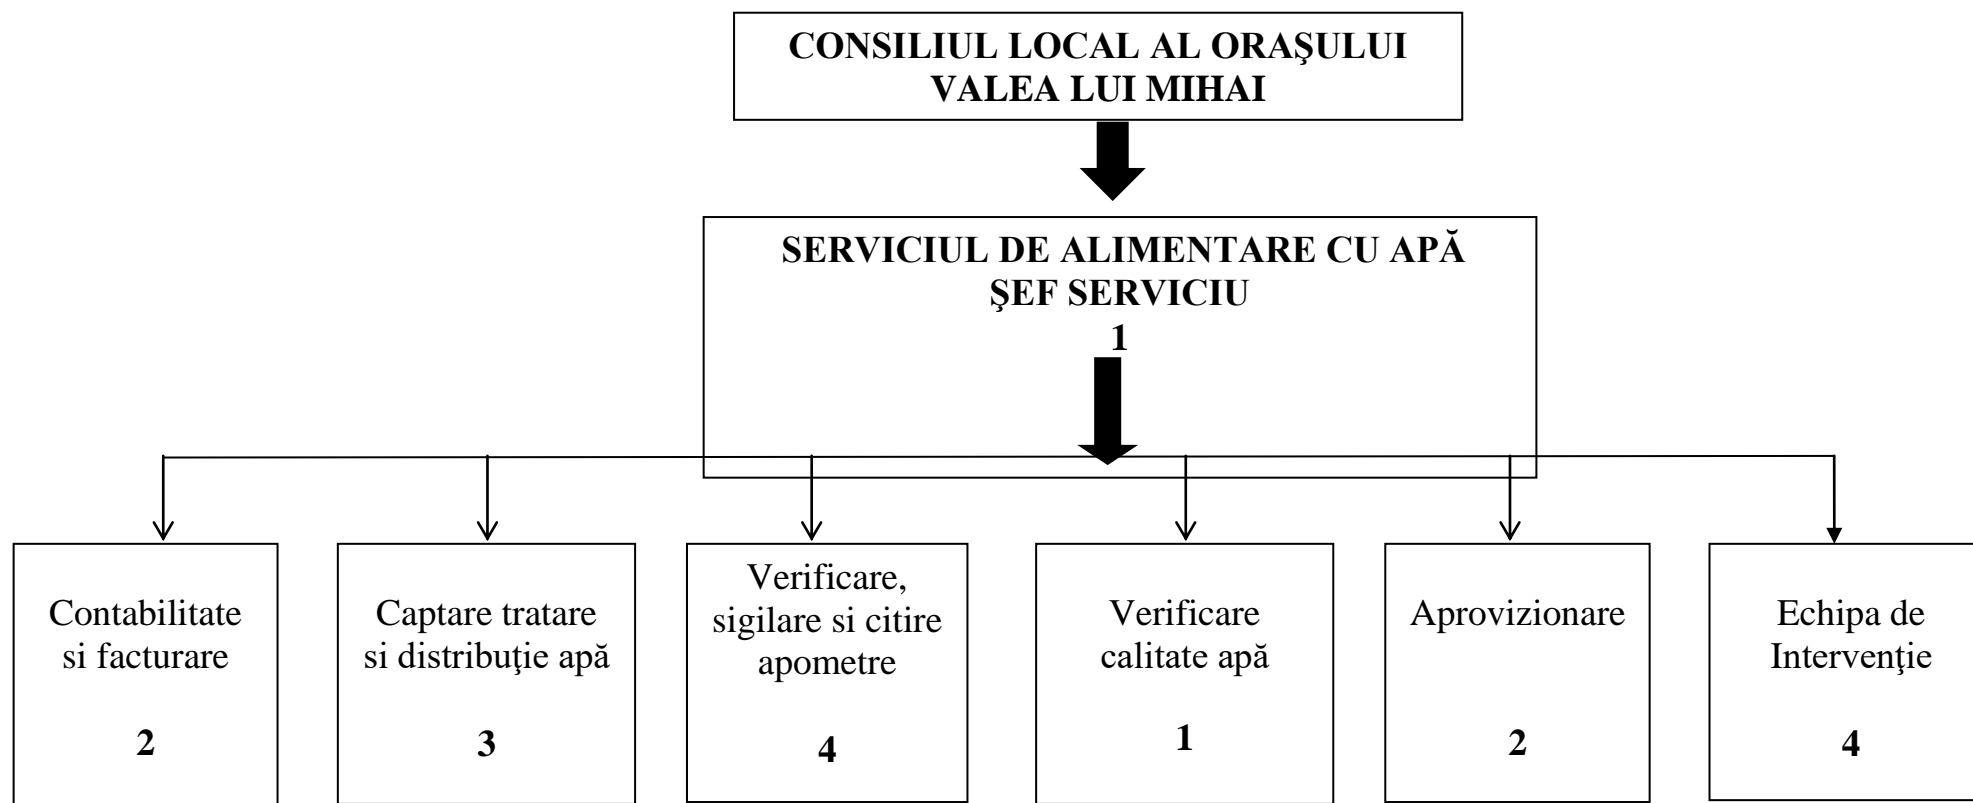 CONSILIUL LOCAL AL ORAŞULUI
VALEA LUI MIHAI
SERVICIUL DE ALIMENTARE CU APĂ
ŞEF SERVICIU
1
Contabilitate
si facturare
2
Captare tratare
si distribuţie apă
3
Verificare,
sigilare si citire
apometre
4
Verificare
calitate apă
1
Aprovizionare
2
Echipa de
Intervenţie
4